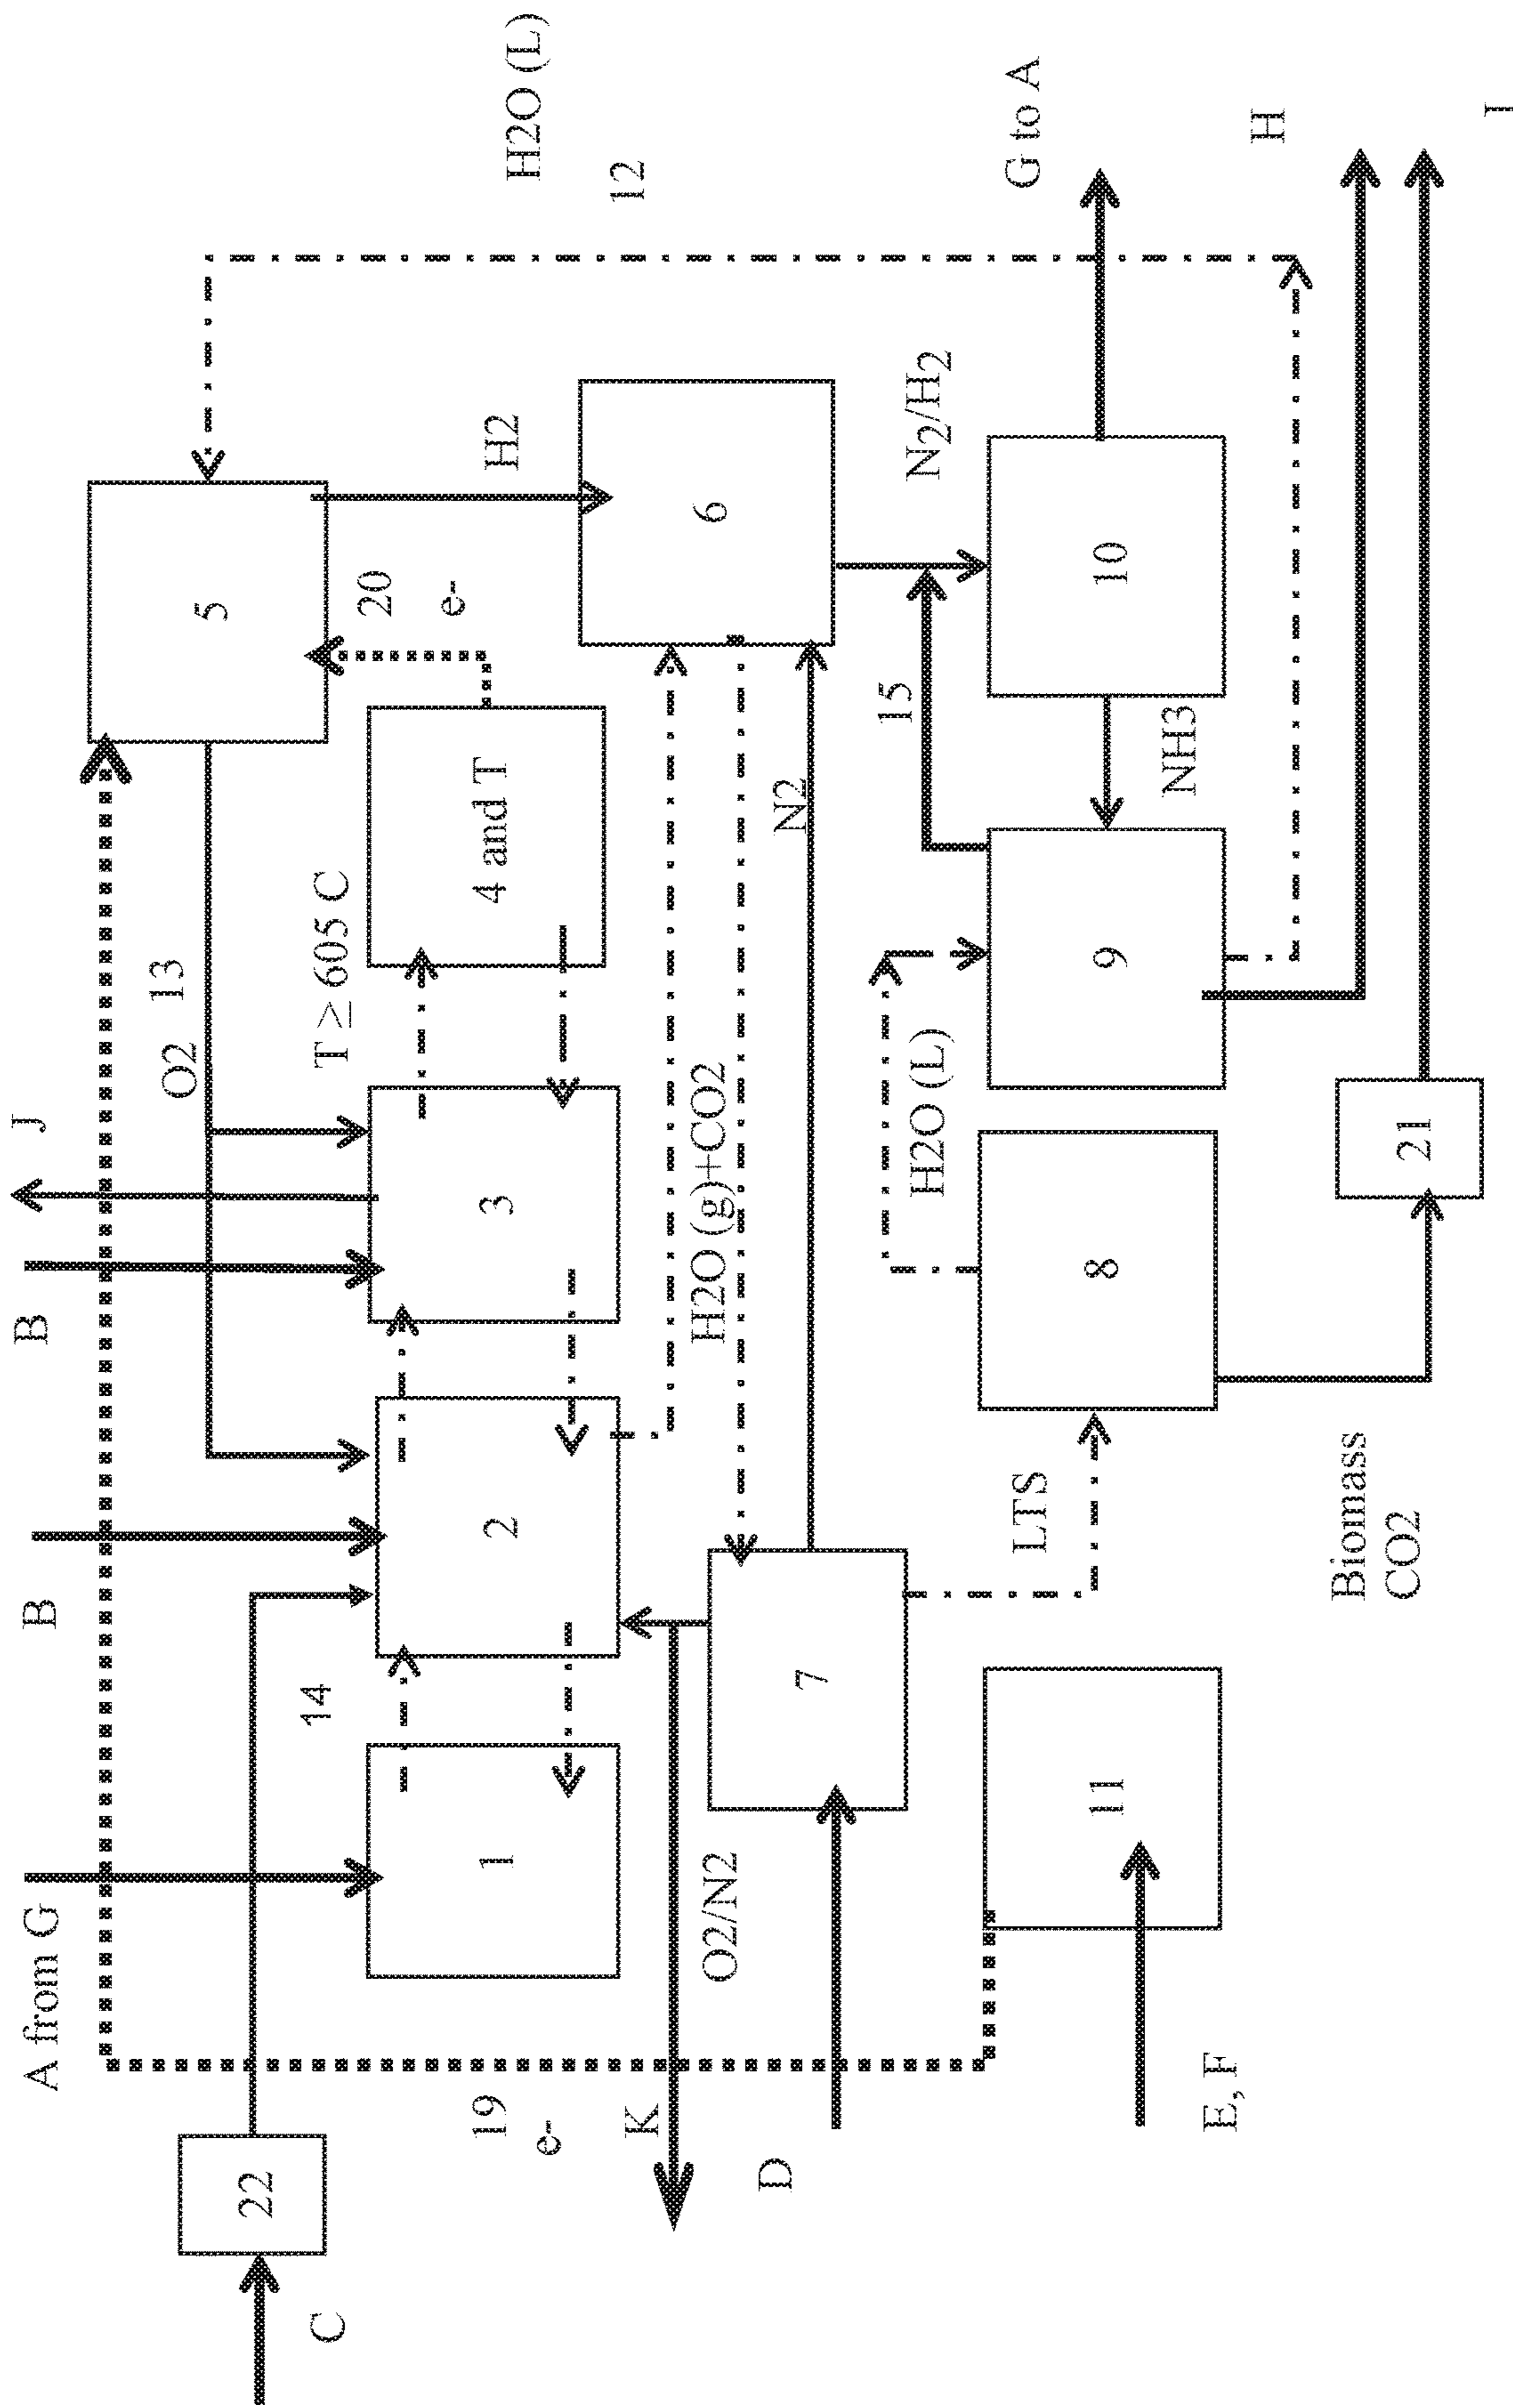 A from G
B
B
J
C
22
14
O2
13
T ≥ 605 C
5
H2O (L)
12
1
2
3
4 and T
20
e-
H2
19
e-
K
O2/N2
H2O (g)+CO2
6
D
7
N2
15
N2/H2
G to A
LTS
H2O (L)
11
8
9
NH3
10
E, F
Biomass
CO2
21
H
I